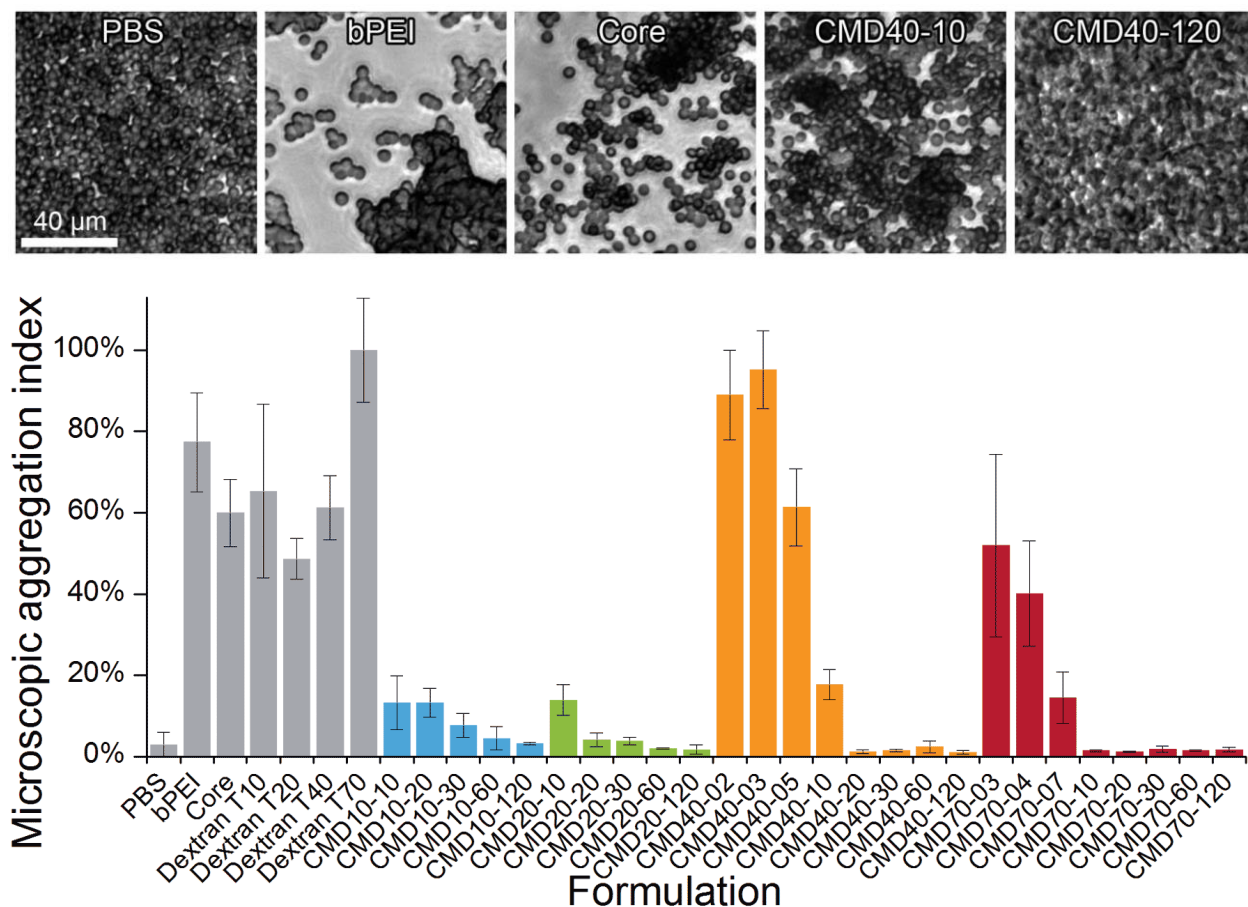 PBS
bPEI
Core
CMD40-10
CMD40-120
40 µm
Microscopic aggregation index
100%
80%
60%
40%
20%
0%
PBS
bPEI
Core
Dextran T10
Dextran T20
Dextran T40
Dextran T70
CMD10-10
CMD10-20
CMD10-30
CMD10-60
CMD10-120
CMD20-10
CMD20-20
CMD20-30
CMD20-60
CMD20-120
CMD40-02
CMD40-03
CMD40-05
CMD40-10
CMD40-20
CMD40-30
CMD40-60
CMD40-120
CMD70-03
CMD70-04
CMD70-07
CMD70-10
CMD70-20
CMD70-30
CMD70-60
CMD70-120
Formulation